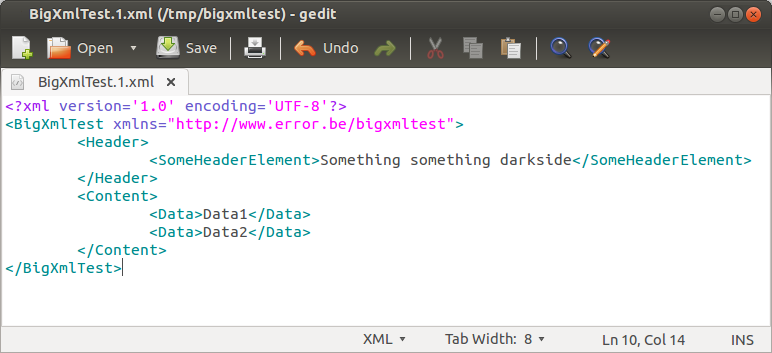 BigXmlTest.1.xml (/tmp/bigxmltest) - gedit
Open Save Undo
BigXmlTest.1.xml
<?xml version='1.0' encoding='UTF-8'?>
<BigXmlTest xmlns="http://www.error.be/bigxmltest">
        <Header>
                <SomeHeaderElement>Something something darkside</SomeHeaderElement>
        </Header>
        <Content>
                <Data>Data1</Data>
                <Data>Data2</Data>
        </Content>
</BigXmlTest>
XML Tab Width: 8 Ln 10, Col 14 INS